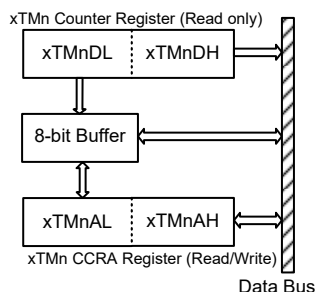 xTMn Counter Register (Read only)
xTMnDL xTMnDH
8-bit Buffer
xTMnAL xTMnAH
xTMn CCRA Register (Read/Write)
Data Bus